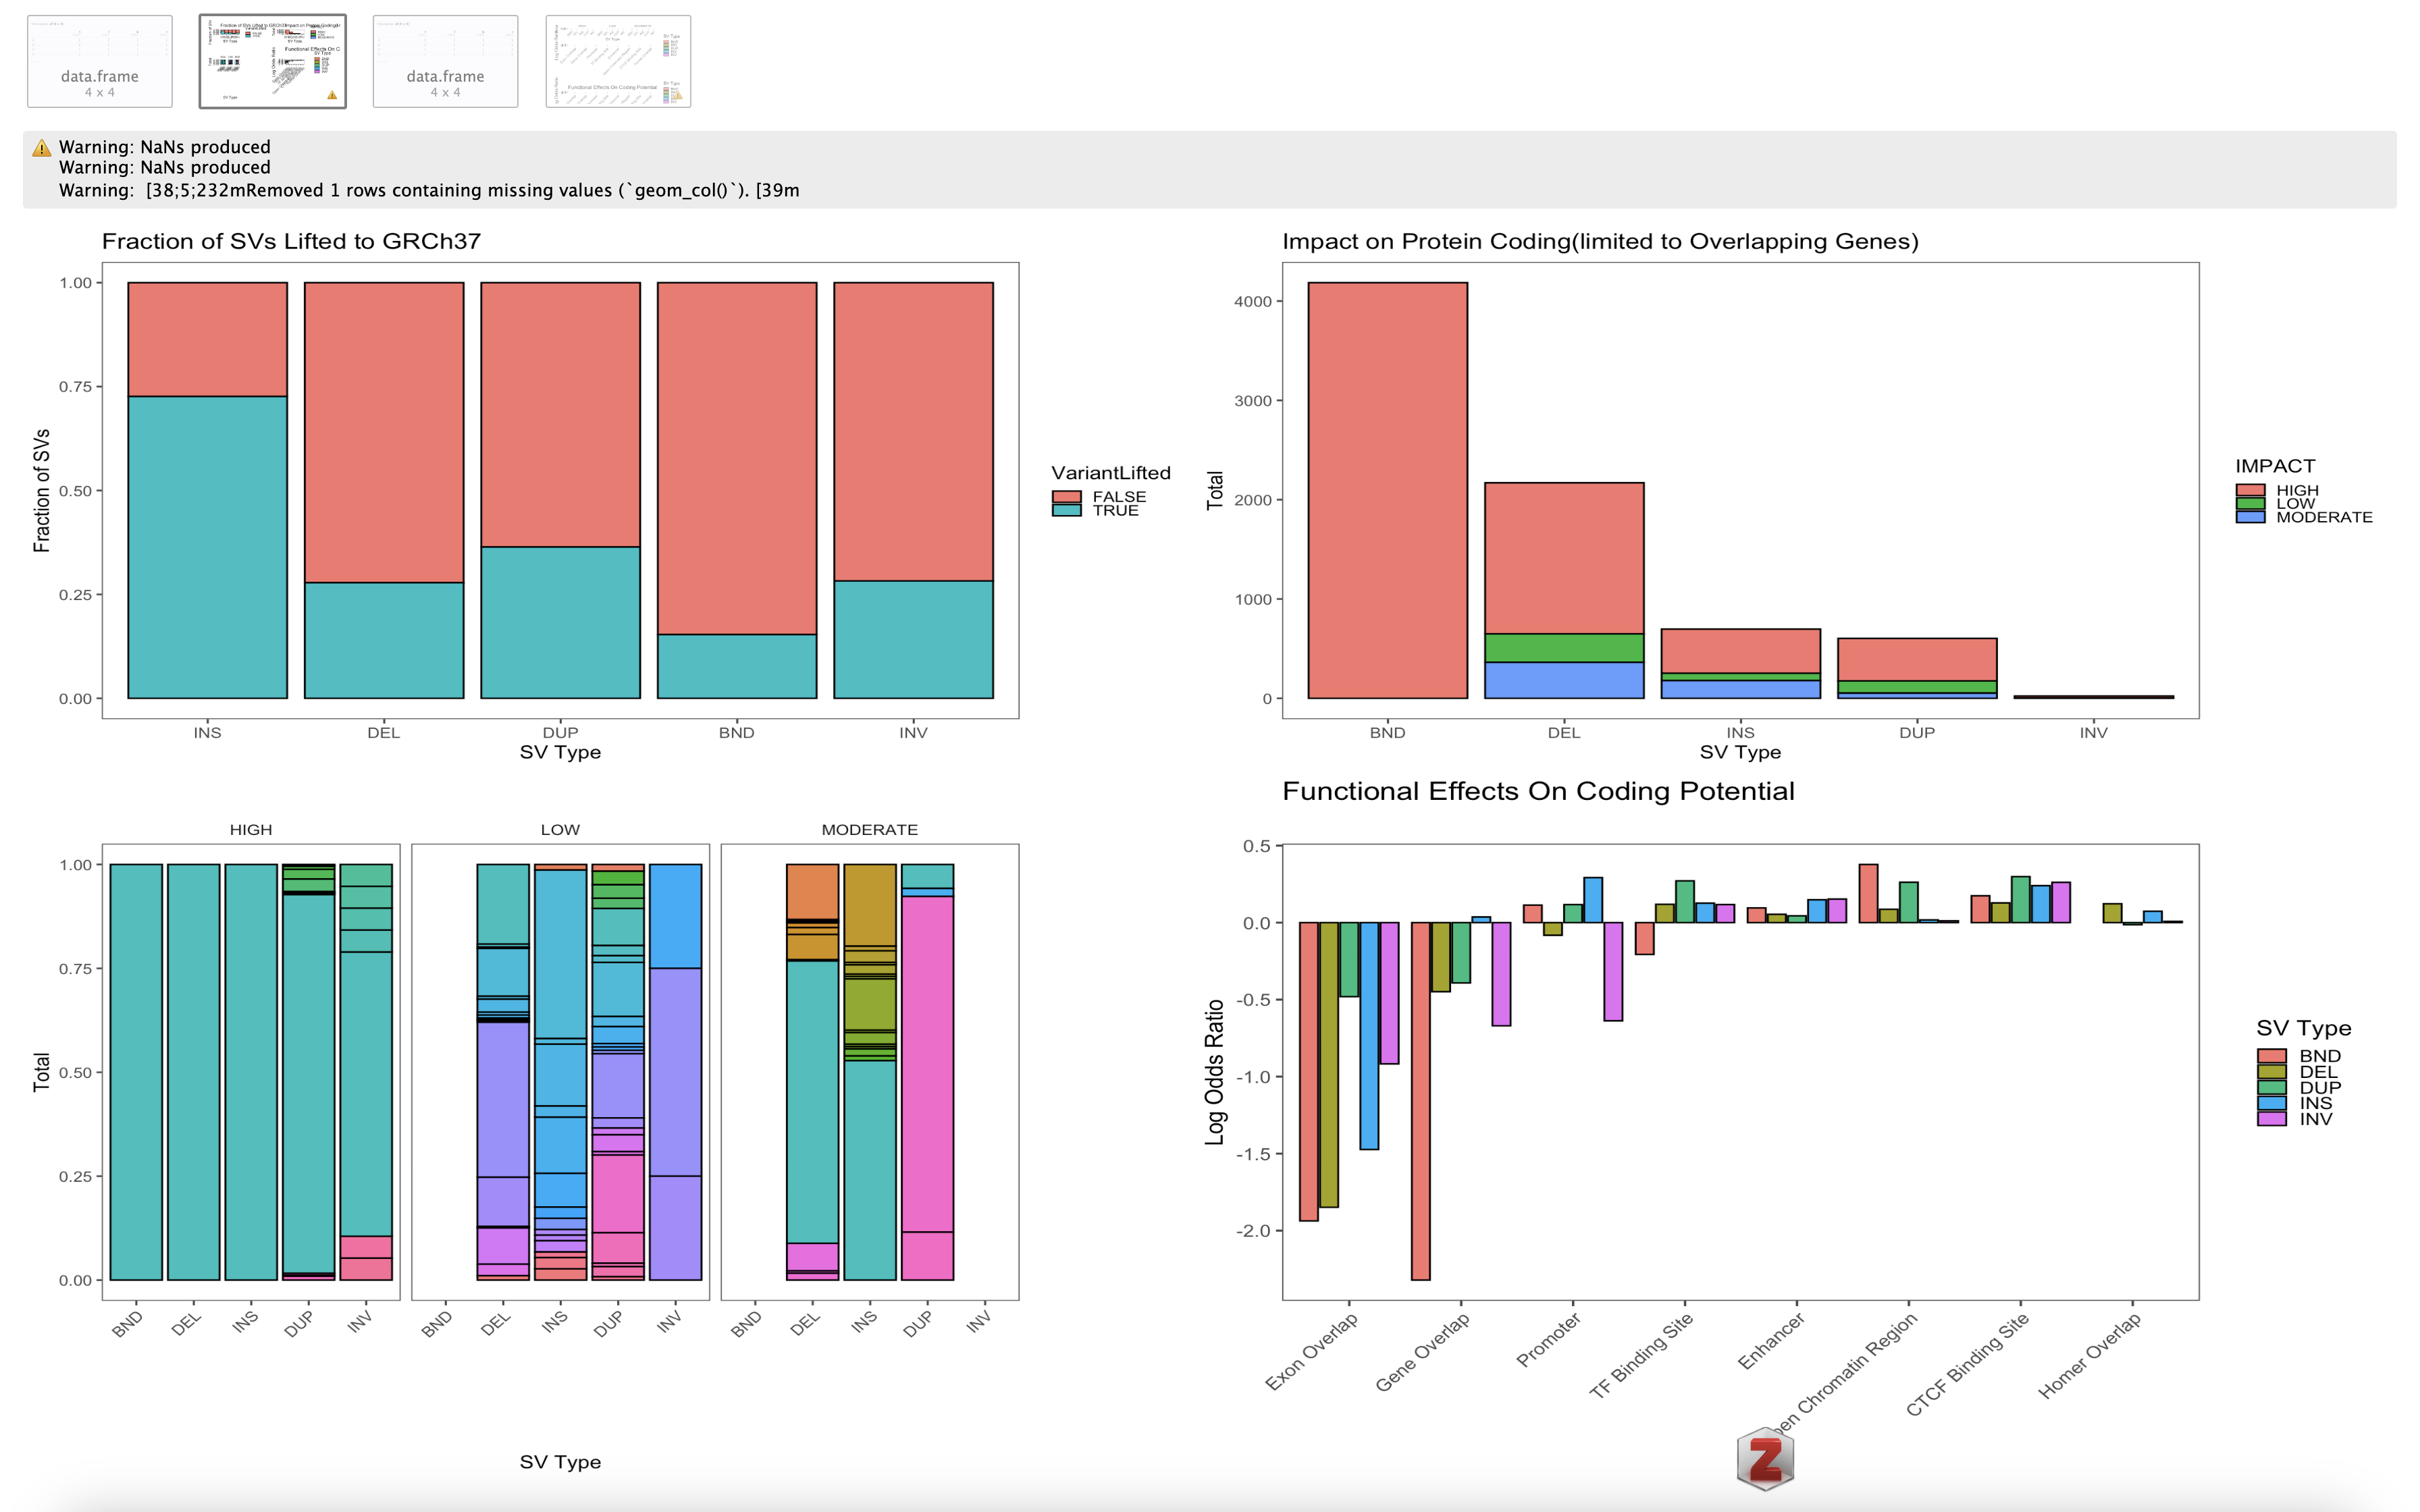 data.frame
4 x 4
data.frame
4 x 4
Warning: NaNs produced
Warning: NaNs produced
Warning:  [38;5;232mRemoved 1 rows containing missing values (`geom_col()`). [39m
Fraction of SVs Lifted to GRCh37
Fraction of SVs
1.00
0.75
0.50
0.25
0.00
INS
DEL
DUP
BND
INV
SV Type
VariantLifted
FALSE
TRUE
Impact on Protein Coding(limited to Overlapping Genes)
Total
4000
3000
2000
1000
0
BND
DEL
INS
DUP
INV
SV Type
IMPACT
HIGH
LOW
MODERATE
HIGH
LOW
MODERATE
Total
1.00
0.75
0.50
0.25
0.00
BND
DEL
INS
DUP
INV
BND
DEL
INS
DUP
INV
BND
DEL
INS
DUP
INV
SV Type
Functional Effects On Coding Potential
Log Odds Ratio
0.5
0.0
-0.5
-1.0
-1.5
-2.0
Exon Overlap
Gene Overlap
Promoter
TF Binding Site
Enhancer
Chromatin Region
CTCF Binding Site
Homer Overlap
SV Type
BND
DEL
DUP
INS
INV
Z